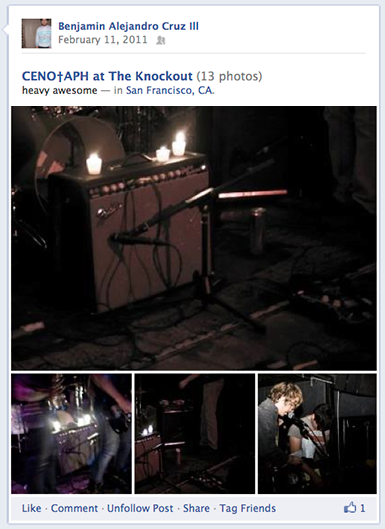 Benjamin Alejandro Cruz III
February 11, 2011
CENO†APH at The Knockout (13 photos)
heavy awesome — in San Francisco, CA.
Like · Comment · Unfollow Post · Share · Tag Friends 1